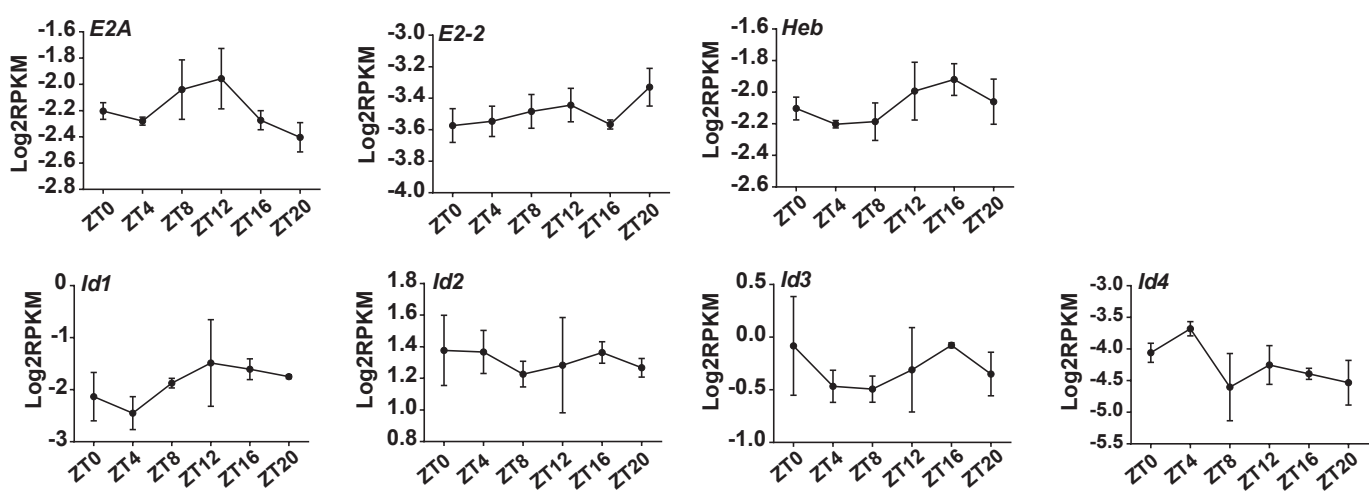 E2A
Log2RPKM
-1.6
-1.8
-2.0
-2.2
-2.4
-2.6
-2.8
ZT0 ZT4 ZT8 ZT12 ZT16 ZT20
E2-2
Log2RPKM
-3.0
-3.2
-3.4
-3.6
-3.8
-4.0
ZT0 ZT4 ZT8 ZT12 ZT16 ZT20
Heb
Log2RPKM
-1.6
-1.8
-2.0
-2.2
-2.4
-2.6
ZT0 ZT4 ZT8 ZT12 ZT16 ZT20
Id1
Log2RPKM
0
-1
-2
-3
ZT0 ZT4 ZT8 ZT12 ZT16 ZT20
Id2
Log2RPKM
1.8
1.6
1.4
1.2
1.0
0.8
ZT0 ZT4 ZT8 ZT12 ZT16 ZT20
Id3
Log2RPKM
0.5
0.0
-0.5
-1.0
ZT0 ZT4 ZT8 ZT12 ZT16 ZT20
Id4
Log2RPKM
-3.0
-3.5
-4.0
-4.5
-5.0
-5.5
ZT0 ZT4 ZT8 ZT12 ZT16 ZT20